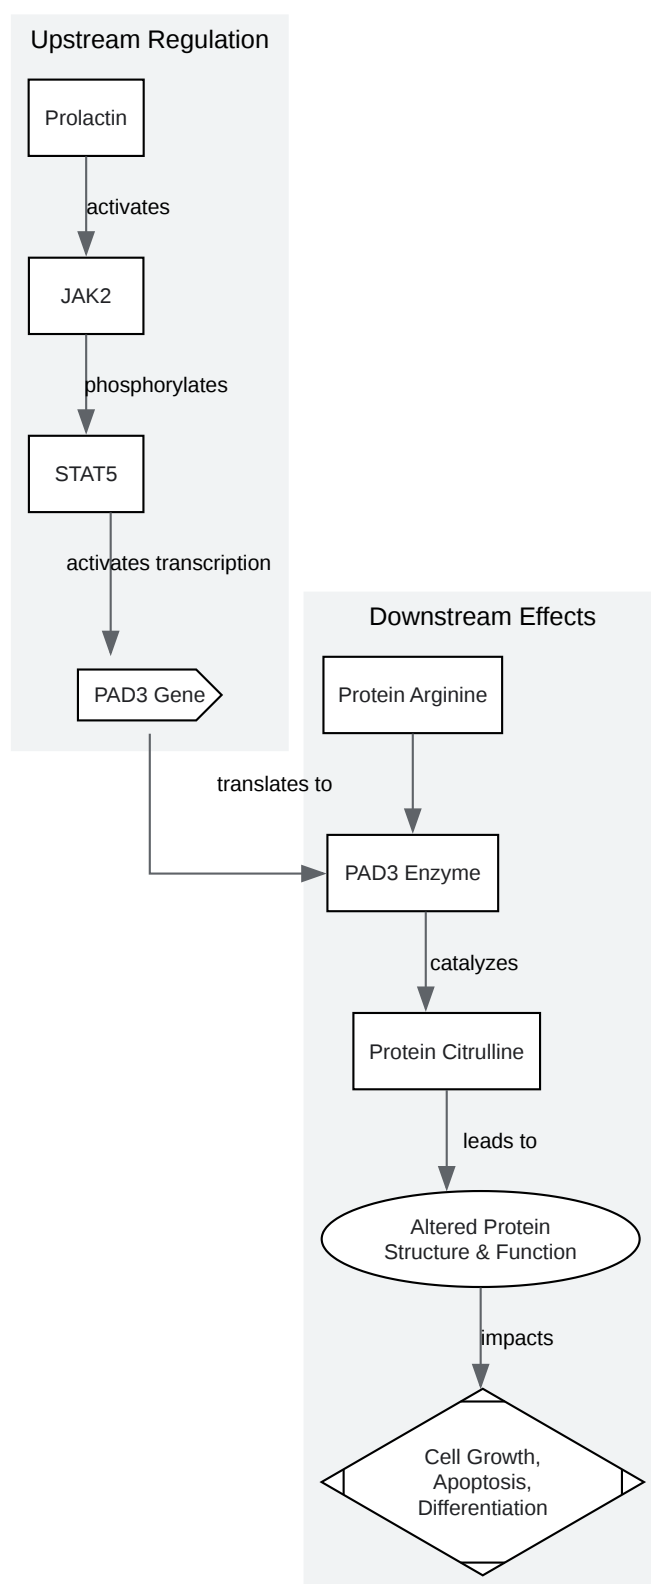 Upstream Regulation
Prolactin
activates
JAK2
phosphorylates
STAT5
activates transcription
PAD3 Gene
Downstream Effects
Protein Arginine
translates to
PAD3 Enzyme
catalyzes
Protein Citrulline
leads to
Altered Protein
Structure & Function
impacts
Cell Growth,
Apoptosis,
Differentiation